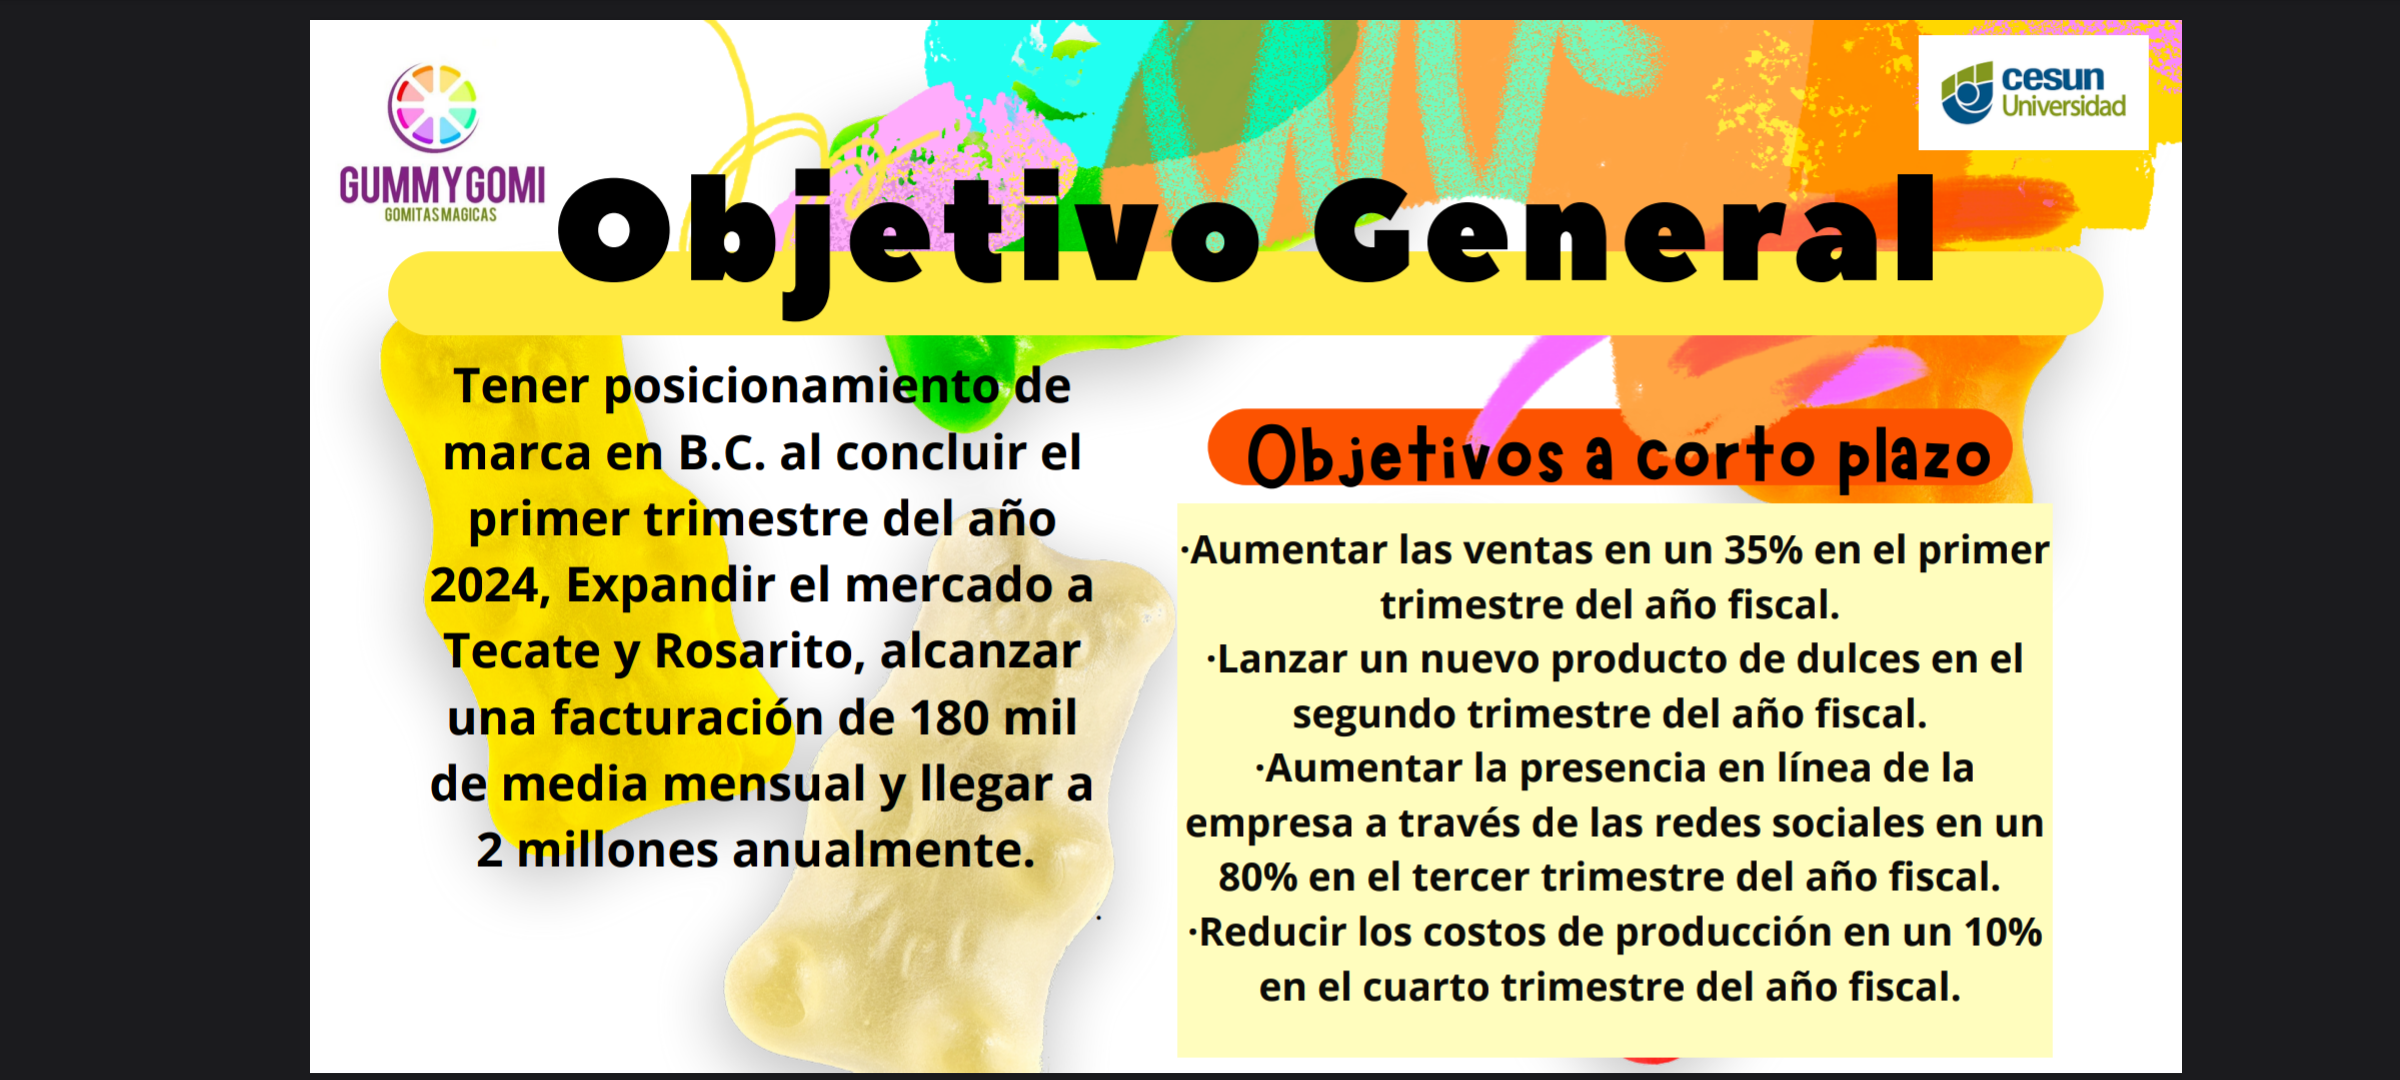 GUMMYGOMI
GOMITAS MAGICAS
cesun
Universidad
Objetivo General
Tener posicionamiento de
marca en B.C. al concluir el
primer trimestre del año
2024, Expandir el mercado a
Tecate y Rosarito, alcanzar
una facturación de 180 mil
de media mensual y llegar a
2 millones anualmente.
.
Objetivos a corto plazo
·Aumentar las ventas en un 35% en el primer
trimestre del año fiscal.
·Lanzar un nuevo producto de dulces en el
segundo trimestre del año fiscal.
·Aumentar la presencia en línea de la
empresa a través de las redes sociales en un
80% en el tercer trimestre del año fiscal.
·Reducir los costos de producción en un 10%
en el cuarto trimestre del año fiscal.